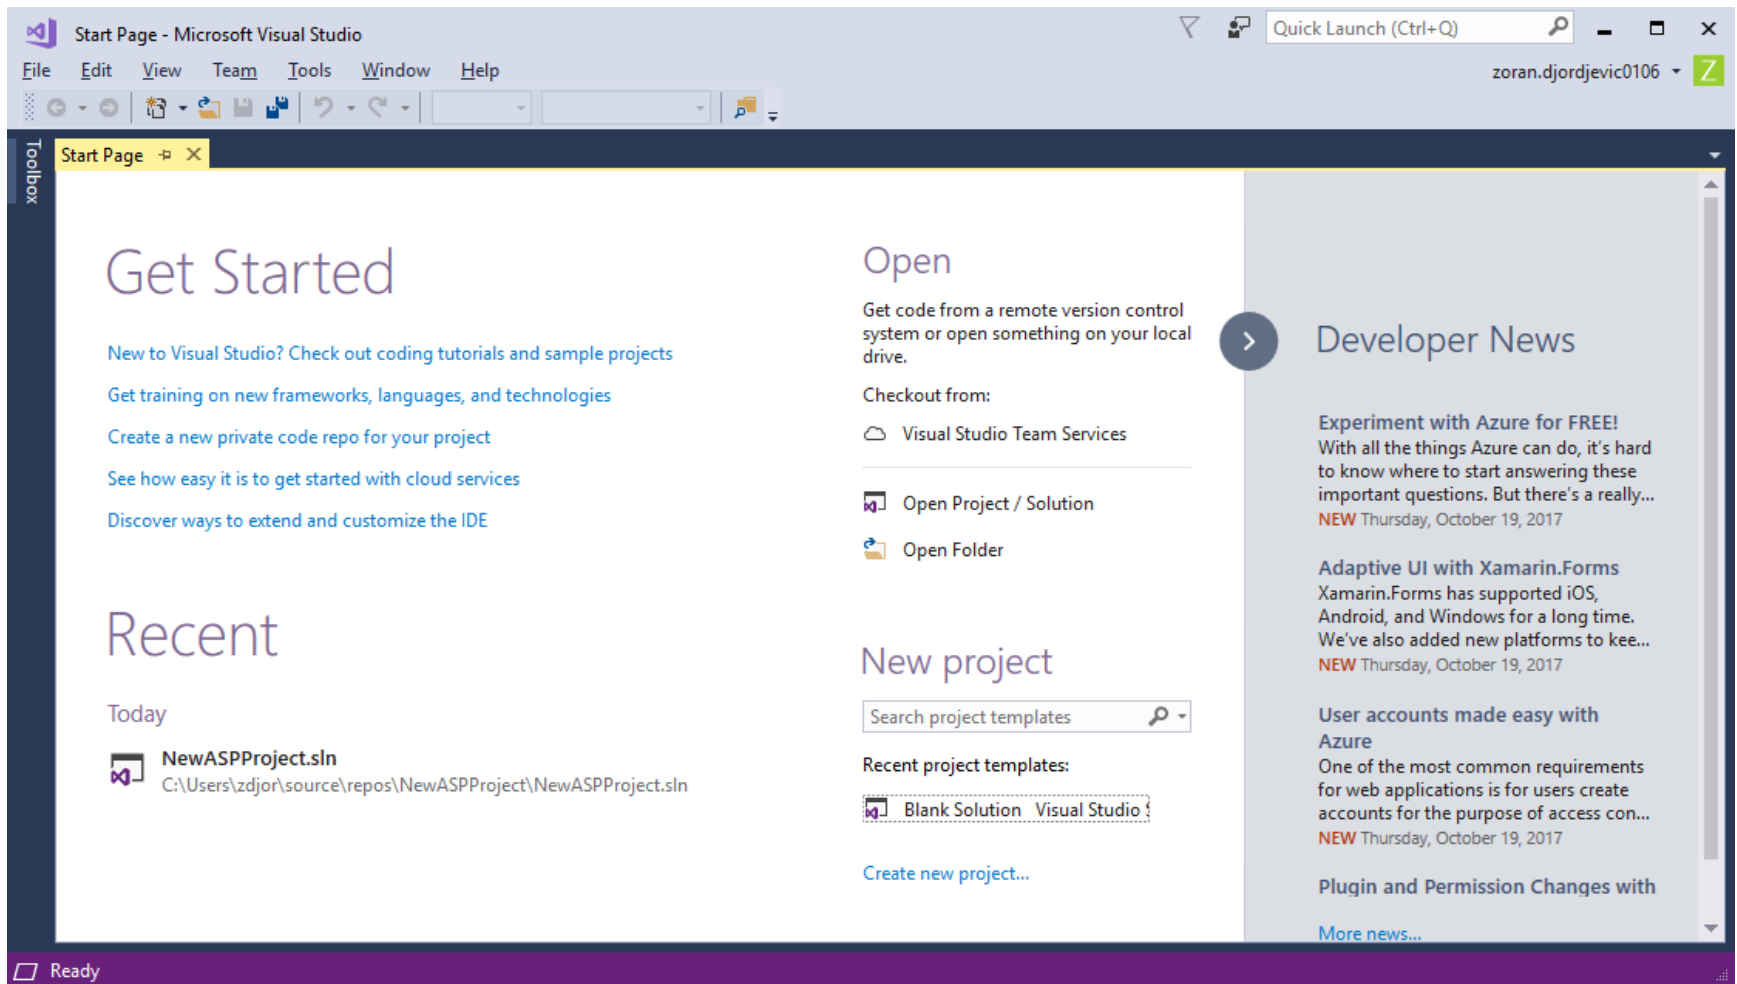 Start Page - Microsoft Visual Studio
Quick Launch (Ctrl+Q)
File Edit View Team Tools Window Help
zoran.djordjevic0106
Z
Toolbox
Start Page
Get Started
New to Visual Studio? Check out coding tutorials and sample projects
Get training on new frameworks, languages, and technologies
Create a new private code repo for your project
See how easy it is to get started with cloud services
Discover ways to extend and customize the IDE
Recent
Today
NewASPProject.sln
C:\Users\zdjor\source\repos\NewASPProject\NewASPProject.sln
Open
Get code from a remote version control
system or open something on your local
drive.
Checkout from:
Visual Studio Team Services
Open Project / Solution
Open Folder
New project
Search project templates
Recent project templates:
Blank Solution Visual Studio
Create new project...
Developer News
Experiment with Azure for FREE!
With all the things Azure can do, it's hard
to know where to start answering these
important questions. But there's a really...
NEW Thursday, October 19, 2017
Adaptive UI with Xamarin.Forms
Xamarin.Forms has supported iOS,
Android, and Windows for a long time.
We've also added new platforms to kee...
NEW Thursday, October 19, 2017
User accounts made easy with
Azure
One of the most common requirements
for web applications is for users create
accounts for the purpose of access con...
NEW Thursday, October 19, 2017
Plugin and Permission Changes with
More news...
Ready